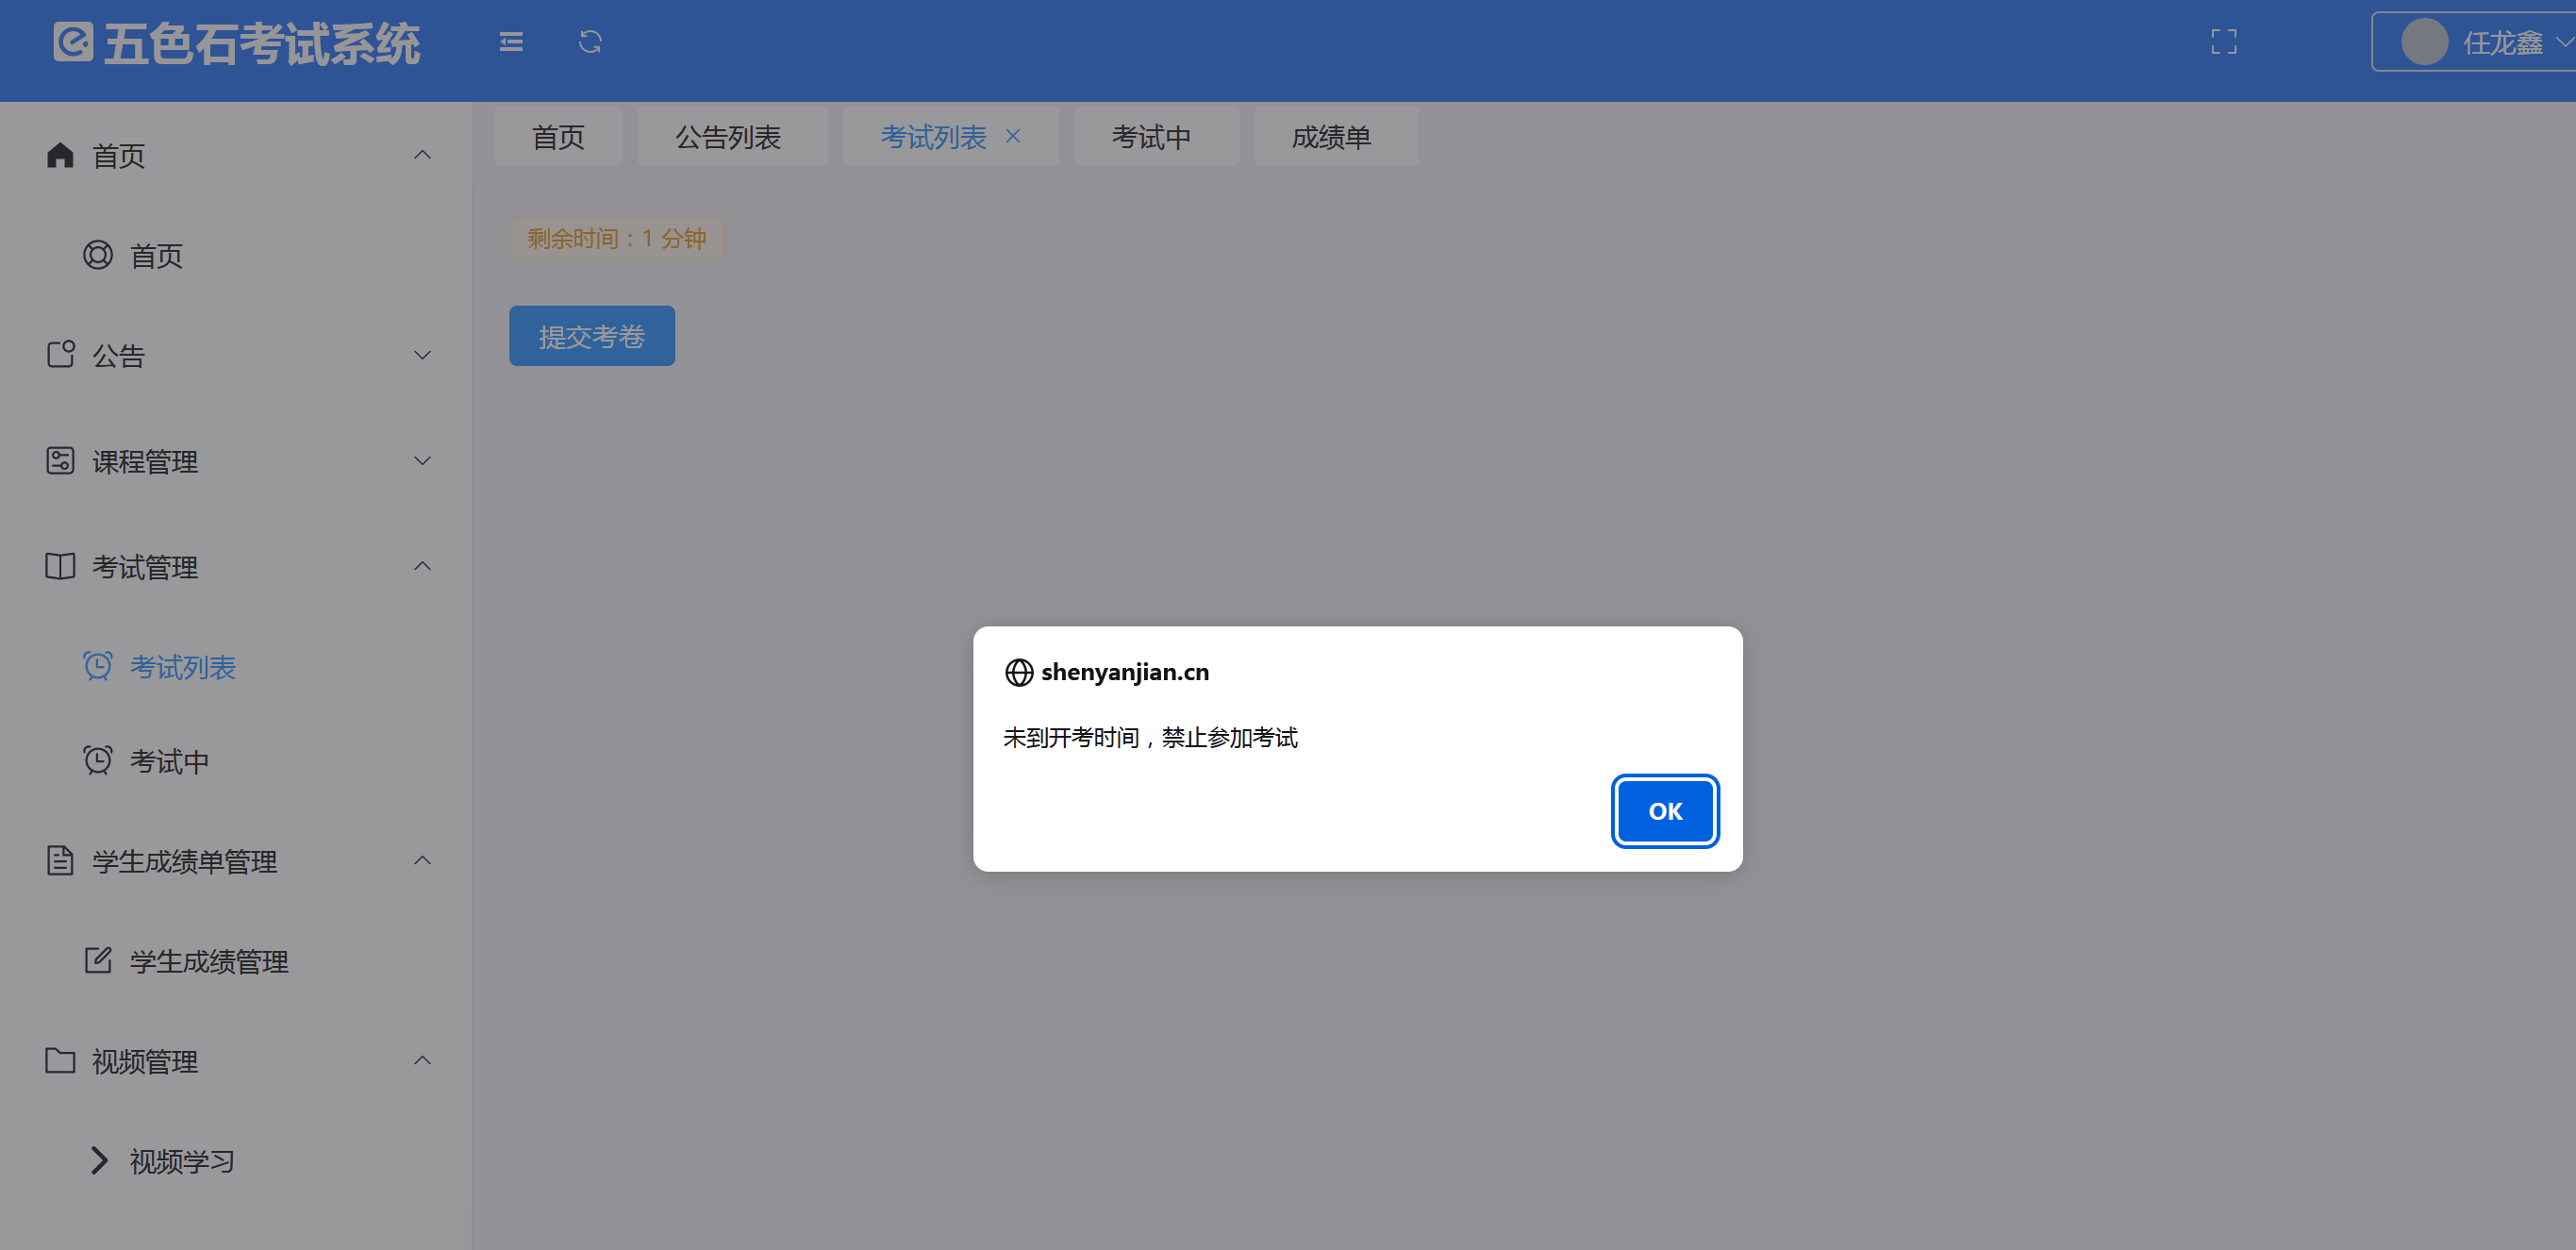 五色石考试系统
任龙鑫
首页
公告列表
考试列表
考试中
成绩单
首页
首页
公告
课程管理
考试管理
考试列表
考试中
学生成绩单管理
学生成绩管理
视频管理
视频学习
剩余时间：1 分钟
提交考卷
shenyanjian.cn
未到开考时间，禁止参加考试
OK